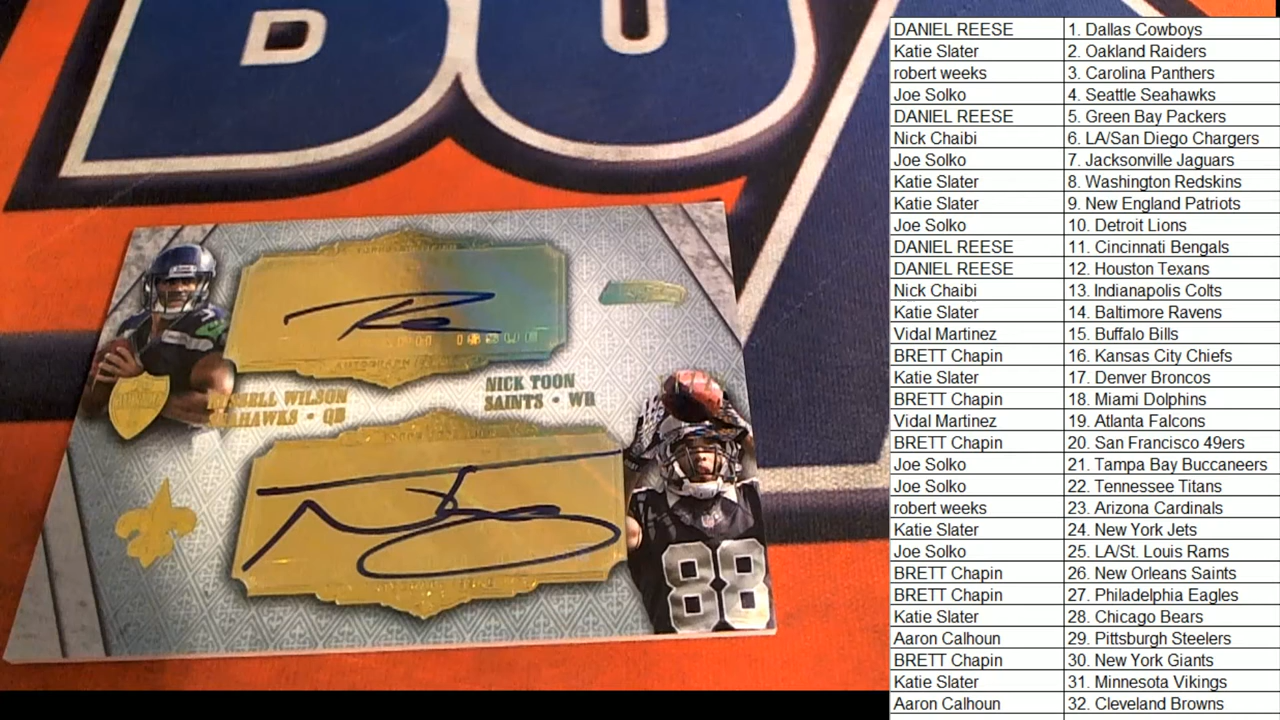 BU
RUSSELL WILSON
SEAHAWKS • QB
NICK TOON
SAINTS • WR
88
DANIEL REESE 1. Dallas Cowboys
Katie Slater 2. Oakland Raiders
robert weeks 3. Carolina Panthers
Joe Solko 4. Seattle Seahawks
DANIEL REESE 5. Green Bay Packers
Nick Chaibi 6. LA/San Diego Chargers
Joe Solko 7. Jacksonville Jaguars
Katie Slater 8. Washington Redskins
Katie Slater 9. New England Patriots
Joe Solko 10. Detroit Lions
DANIEL REESE 11. Cincinnati Bengals
DANIEL REESE 12. Houston Texans
Nick Chaibi 13. Indianapolis Colts
Katie Slater 14. Baltimore Ravens
Vidal Martinez 15. Buffalo Bills
BRETT Chapin 16. Kansas City Chiefs
Katie Slater 17. Denver Broncos
BRETT Chapin 18. Miami Dolphins
Vidal Martinez 19. Atlanta Falcons
BRETT Chapin 20. San Francisco 49ers
Joe Solko 21. Tampa Bay Buccaneers
Joe Solko 22. Tennessee Titans
robert weeks 23. Arizona Cardinals
Katie Slater 24. New York Jets
Joe Solko 25. LA/St. Louis Rams
BRETT Chapin 26. New Orleans Saints
BRETT Chapin 27. Philadelphia Eagles
Katie Slater 28. Chicago Bears
Aaron Calhoun 29. Pittsburgh Steelers
BRETT Chapin 30. New York Giants
Katie Slater 31. Minnesota Vikings
Aaron Calhoun 32. Cleveland Browns